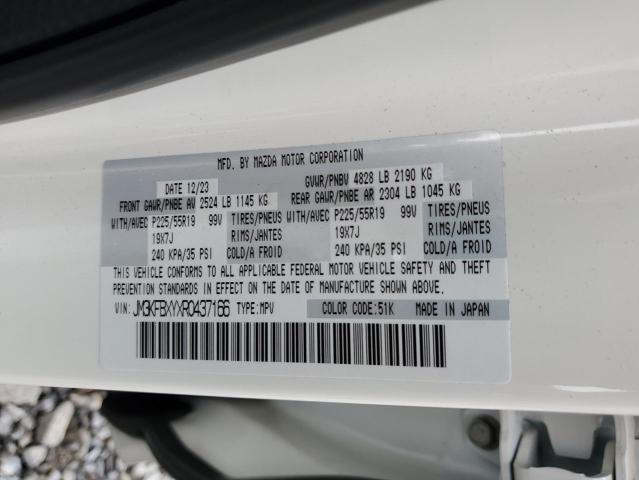 MFD. BY MAZDA MOTOR CORPORATION
DATE 12/23 GVWR/PNBV 4828 LB 2190 KG
FRONT GAWR/PNBE AV 2524 LB 1145 KG REAR GAWR/PNBE AR 2304 LB 1045 KG
WITH/AVEC P225/55R19 99V TIRES/PNEUS WITH/AVEC P225/55R19 99V TIRES/PNEUS
19X7J RIMS/JANTES 19X7J RIMS/JANTES
240 KPA/35 PSI COLD/A FROID 240 KPA/35 PSI COLD/A FROID
THIS VEHICLE CONFORMS TO ALL APPLICABLE FEDERAL MOTOR VEHICLE SAFETY AND THEFT
PREVENTION STANDARDS IN EFFECT ON THE DATE OF MANUFACTURE SHOWN ABOVE.
VIN: JM3KFBXYXR0437166 TYPE:MPV COLOR CODE:51K MADE IN JAPAN